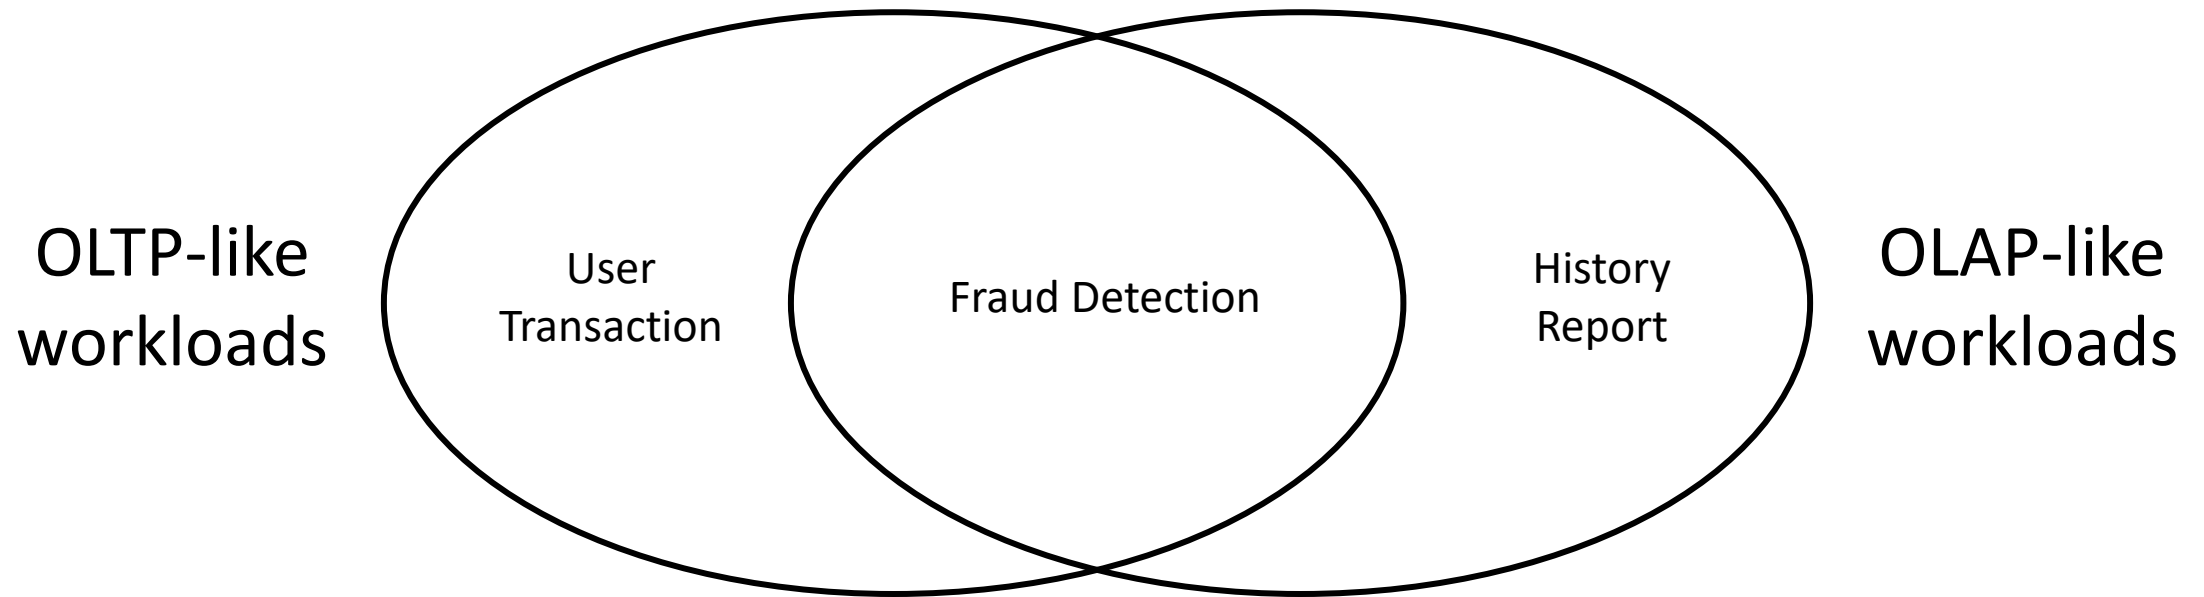 OLTP-like
workloads
User
Transaction
Fraud Detection
History
Report
OLAP-like
workloads